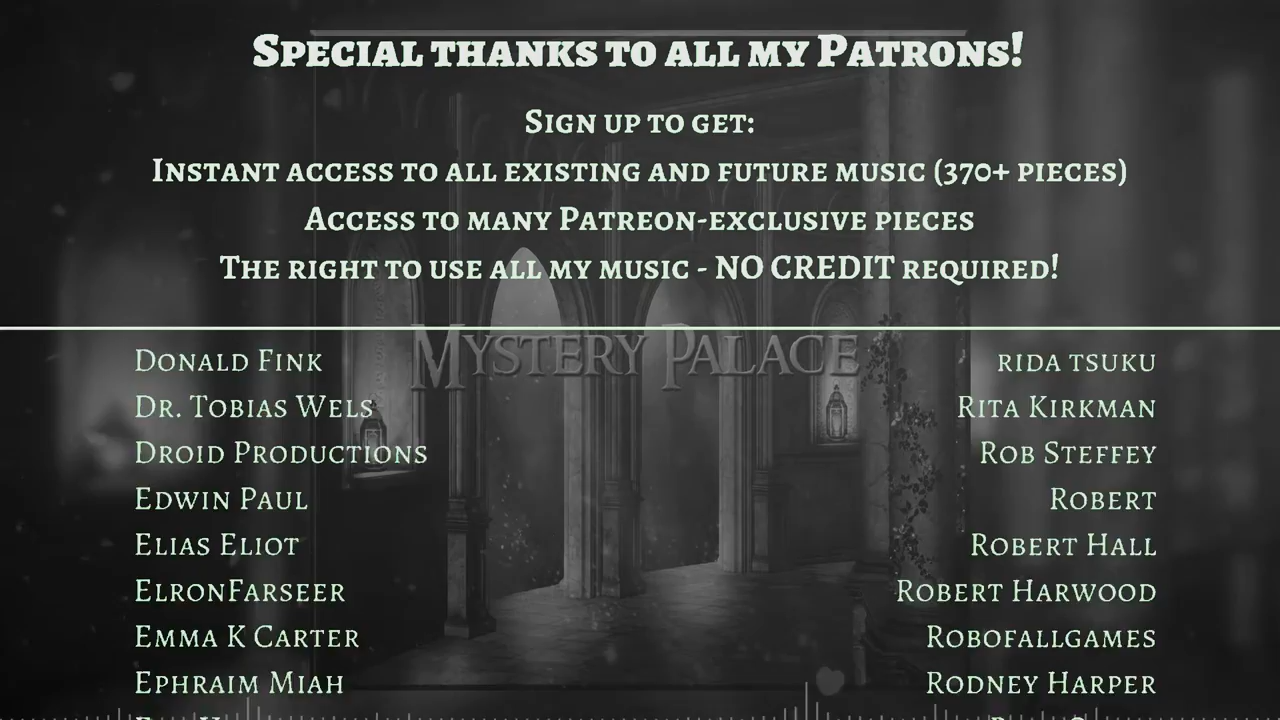 Special thanks to all my Patrons!
Sign up to get:
Instant access to all existing and future music (370+ pieces)
Access to many Patreon-exclusive pieces
The right to use all my music - NO CREDIT required!
Mystery Palace
Donald Fink
Dr. Tobias Wels
Droid Productions
Edwin Paul
Elias Eliot
ElronFarseer
Emma K Carter
Ephraim Miah
rida tsuku
Rita Kirkman
Rob Steffey
Robert
Robert Hall
Robert Harwood
Robofallgames
Rodney Harper